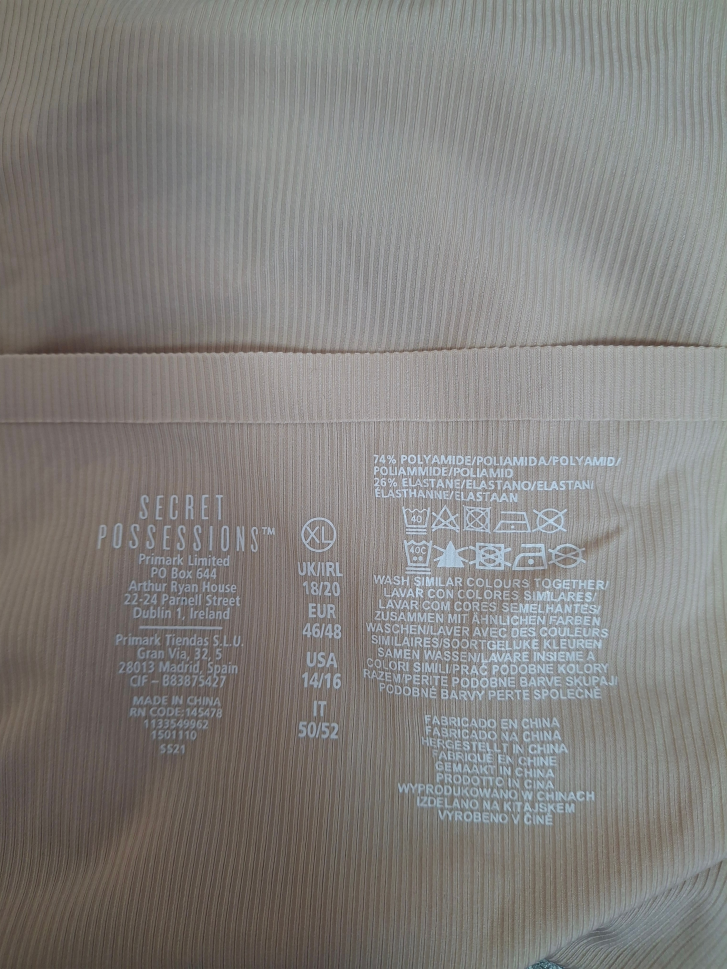 SECRET
POSSESSIONS™
Primark Limited
PO Box 644
Arthur Ryan House
22-24 Parnell Street
Dublin 1, Ireland
Primark Tiendas S.L.U.
Gran Via, 32, 5
28013 Madrid, Spain
CIF – B83875427
MADE IN CHINA
RN CODE:145478
1133549962
1501110
5521
XL
UK/IRL
18/20
EUR
46/48
USA
14/16
IT
50/52
74% POLYAMIDE/POLIAMIDA/POLYAMID/
POLIAMMIDE/POLIAMID
26% ELASTANE/ELASTANO/ELASTAN/
ÉLASTHANNE/ELASTAAN
40
40C
WASH SIMILAR COLOURS TOGETHER/
LAVAR CON COLORES SIMILARES/
LAVAR COM CORES SEMELHANTES/
ZUSAMMEN MIT ÄHNLICHEN FARBEN
WASCHEN/LAVER AVEC DES COULEURS
SIMILAIRES/SOORTGELIJKE KLEUREN
SAMEN WASSEN/LAVARE INSIEME A
COLORI SIMILI/PRAĆ PODOBNE KOLORY
RAZEM/PERITE PODOBNE BARVE SKUPAJ/
PODOBNÉ BARVY PERTE SPOLEČNĚ
FABRICADO EN CHINA
FABRICADO NA CHINA
HERGESTELLT IN CHINA
FABRIQUÉ EN CHINE
GEMAAKT IN CHINA
PRODOTTO IN CINA
WYPRODUKOWANO W CHINACH
IZDELANO NA KITAJSKEM
VYROBENO V ČÍNĚ